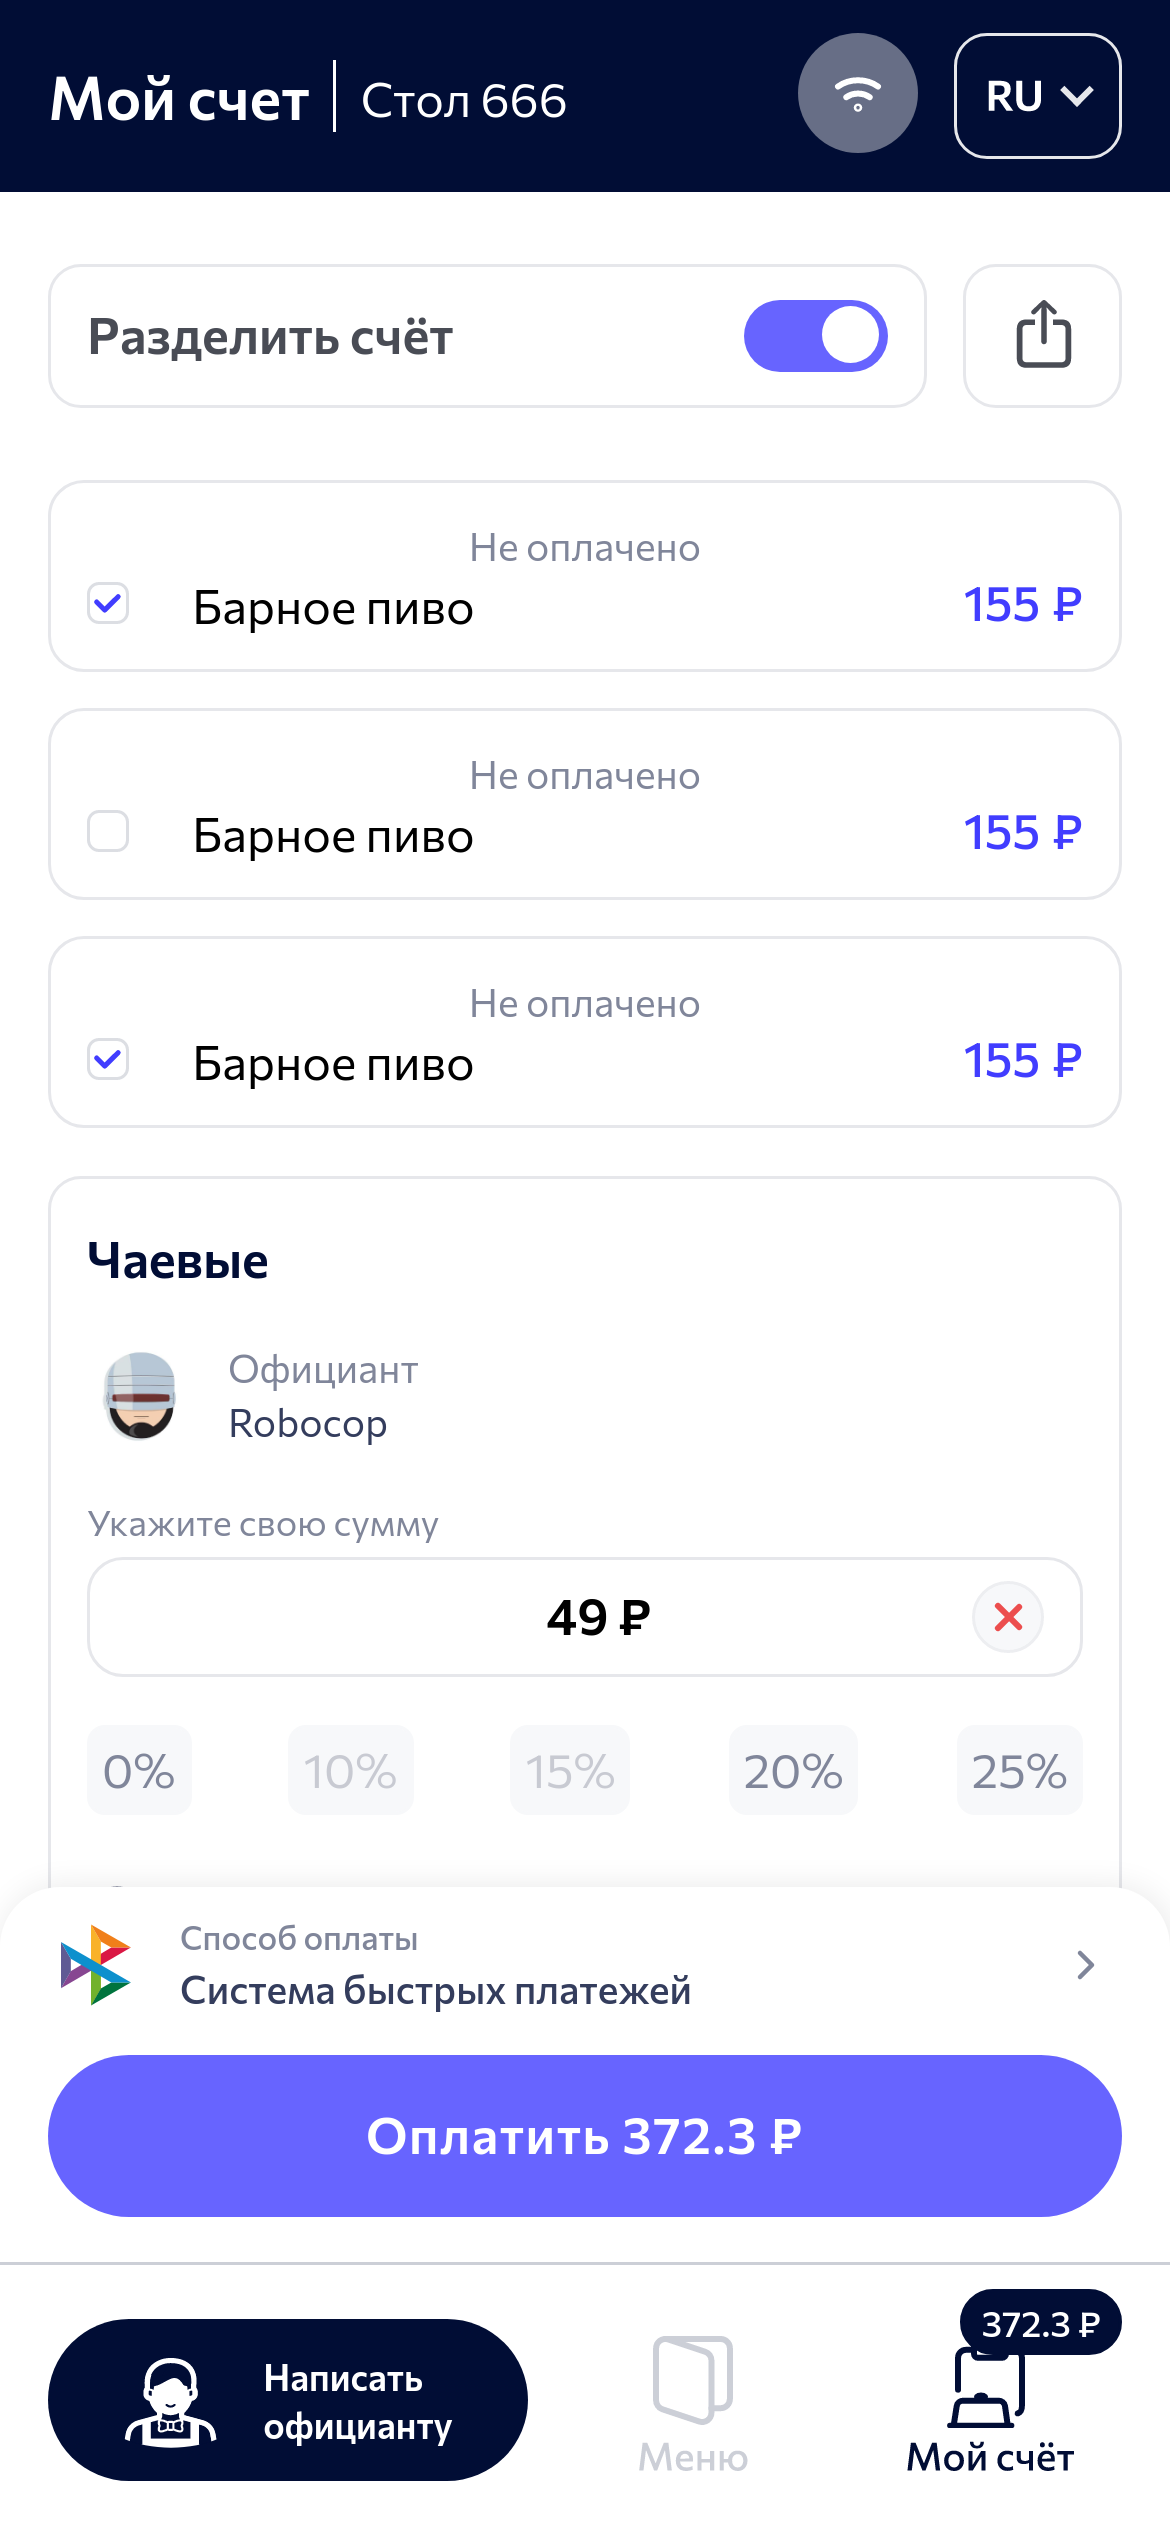 Мой счет
Стол 666
RU
Разделить счёт
Не оплачено
Барное пиво
155 ₽
Не оплачено
Барное пиво
155 ₽
Не оплачено
Барное пиво
155 ₽
Чаевые
Официант
Robocop
Укажите свою сумму
49 ₽
0%
10%
15%
20%
25%
Способ оплаты
Система быстрых платежей
Оплатить 372.3 ₽
Написать
официанту
Меню
372.3 ₽
Мой счёт